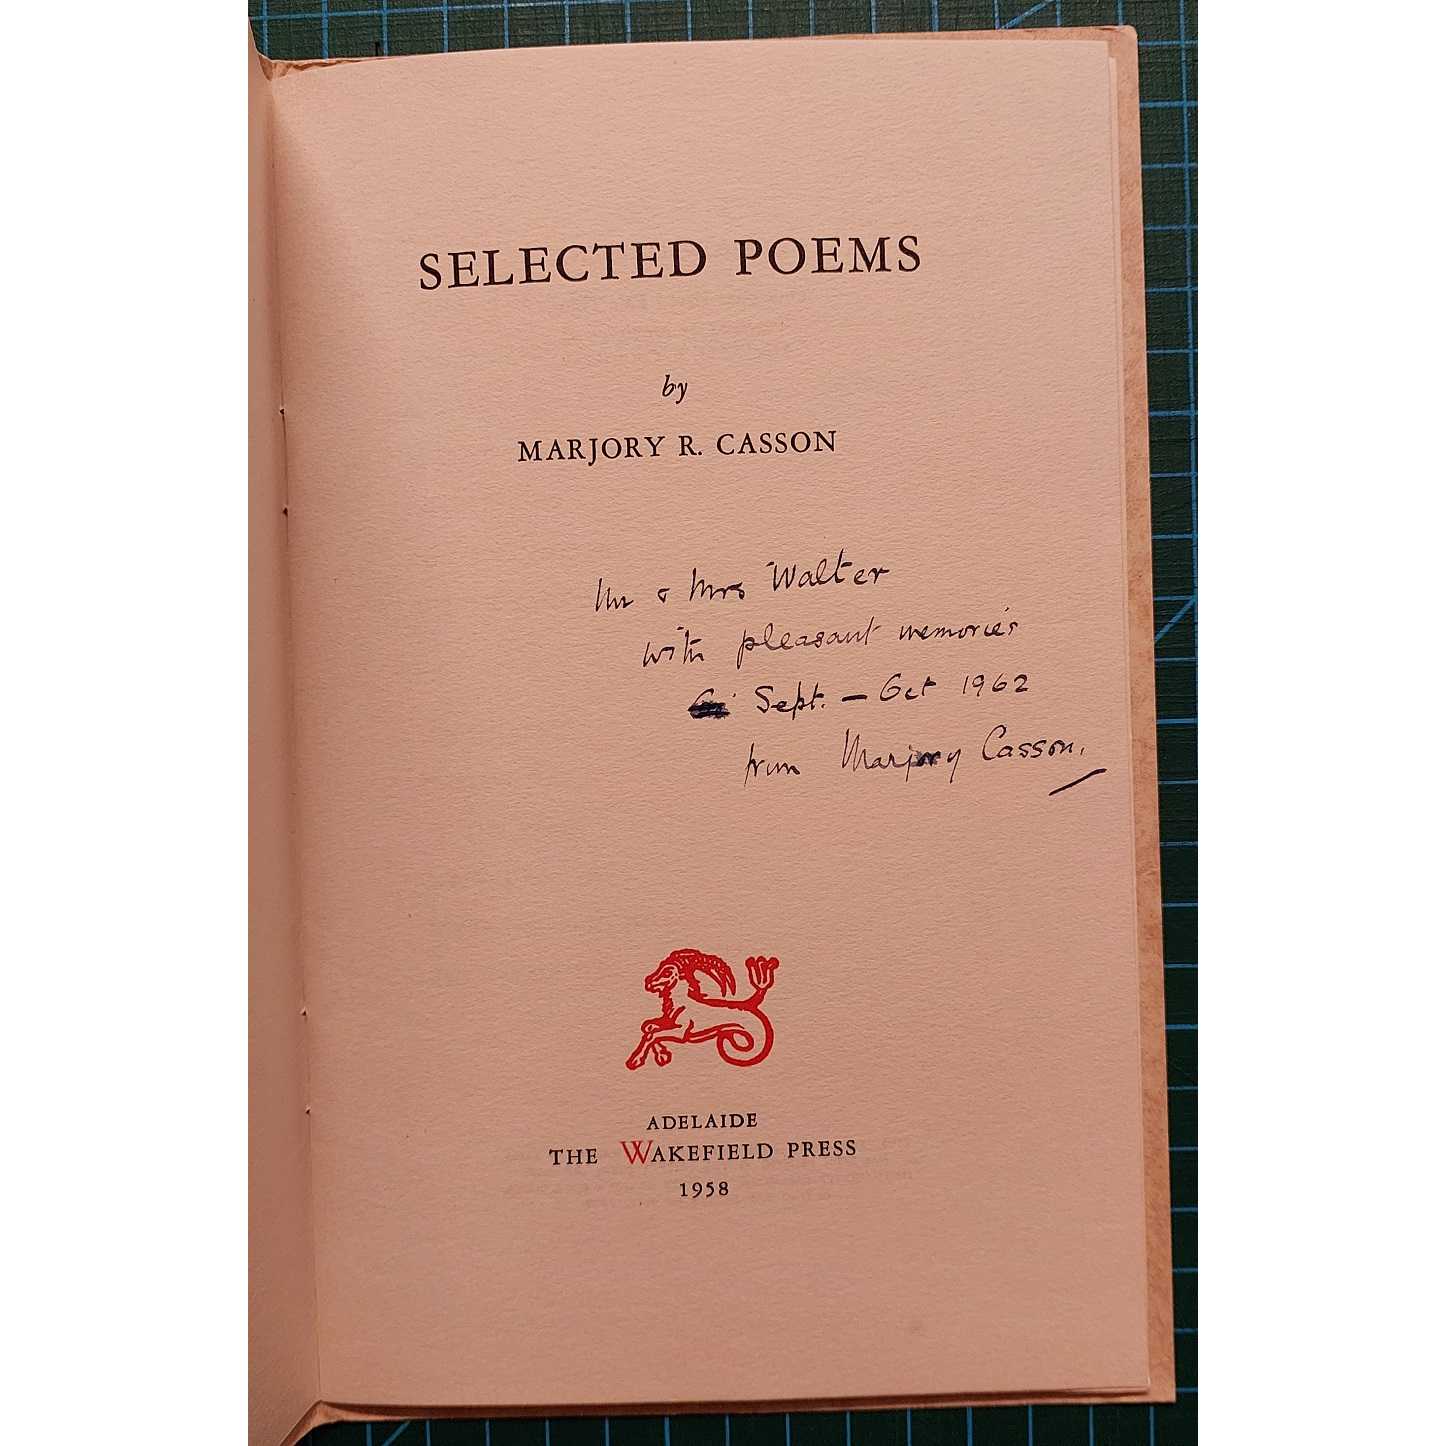 SELECTED POEMS
by
MARJORY R. CASSON
Mr & Mrs Walter
with pleasant memories
Sept. — Oct 1962
from Marjory Casson.
ADELAIDE
THE WAKEFIELD PRESS
1958